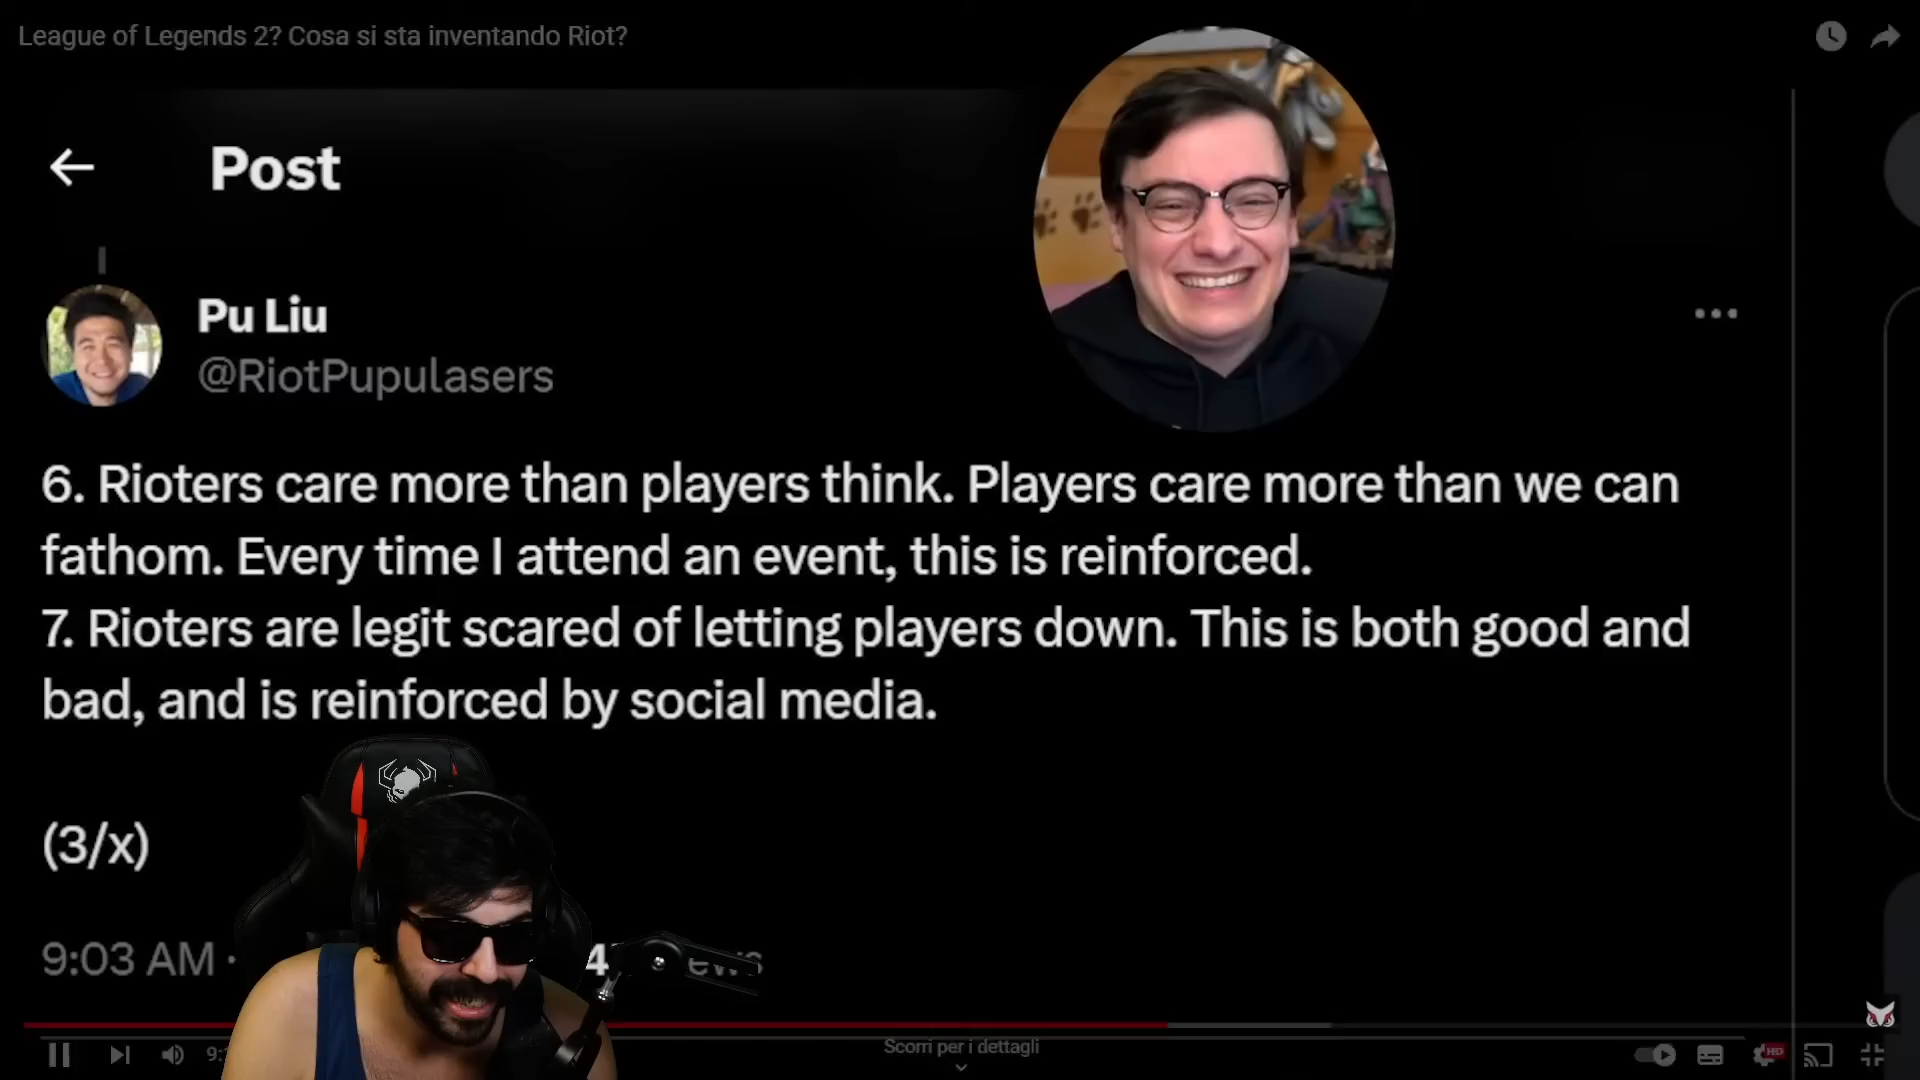 League of Legends 2? Cosa si sta inventando Riot?
Post
Pu Liu
@RiotPupulasers
6. Rioters care more than players think. Players care more than we can
fathom. Every time I attend an event, this is reinforced.
7. Rioters are legit scared of letting players down. This is both good and
bad, and is reinforced by social media.
(3/x)
9:03 AM ·
4
Scorri per i dettagli
HD